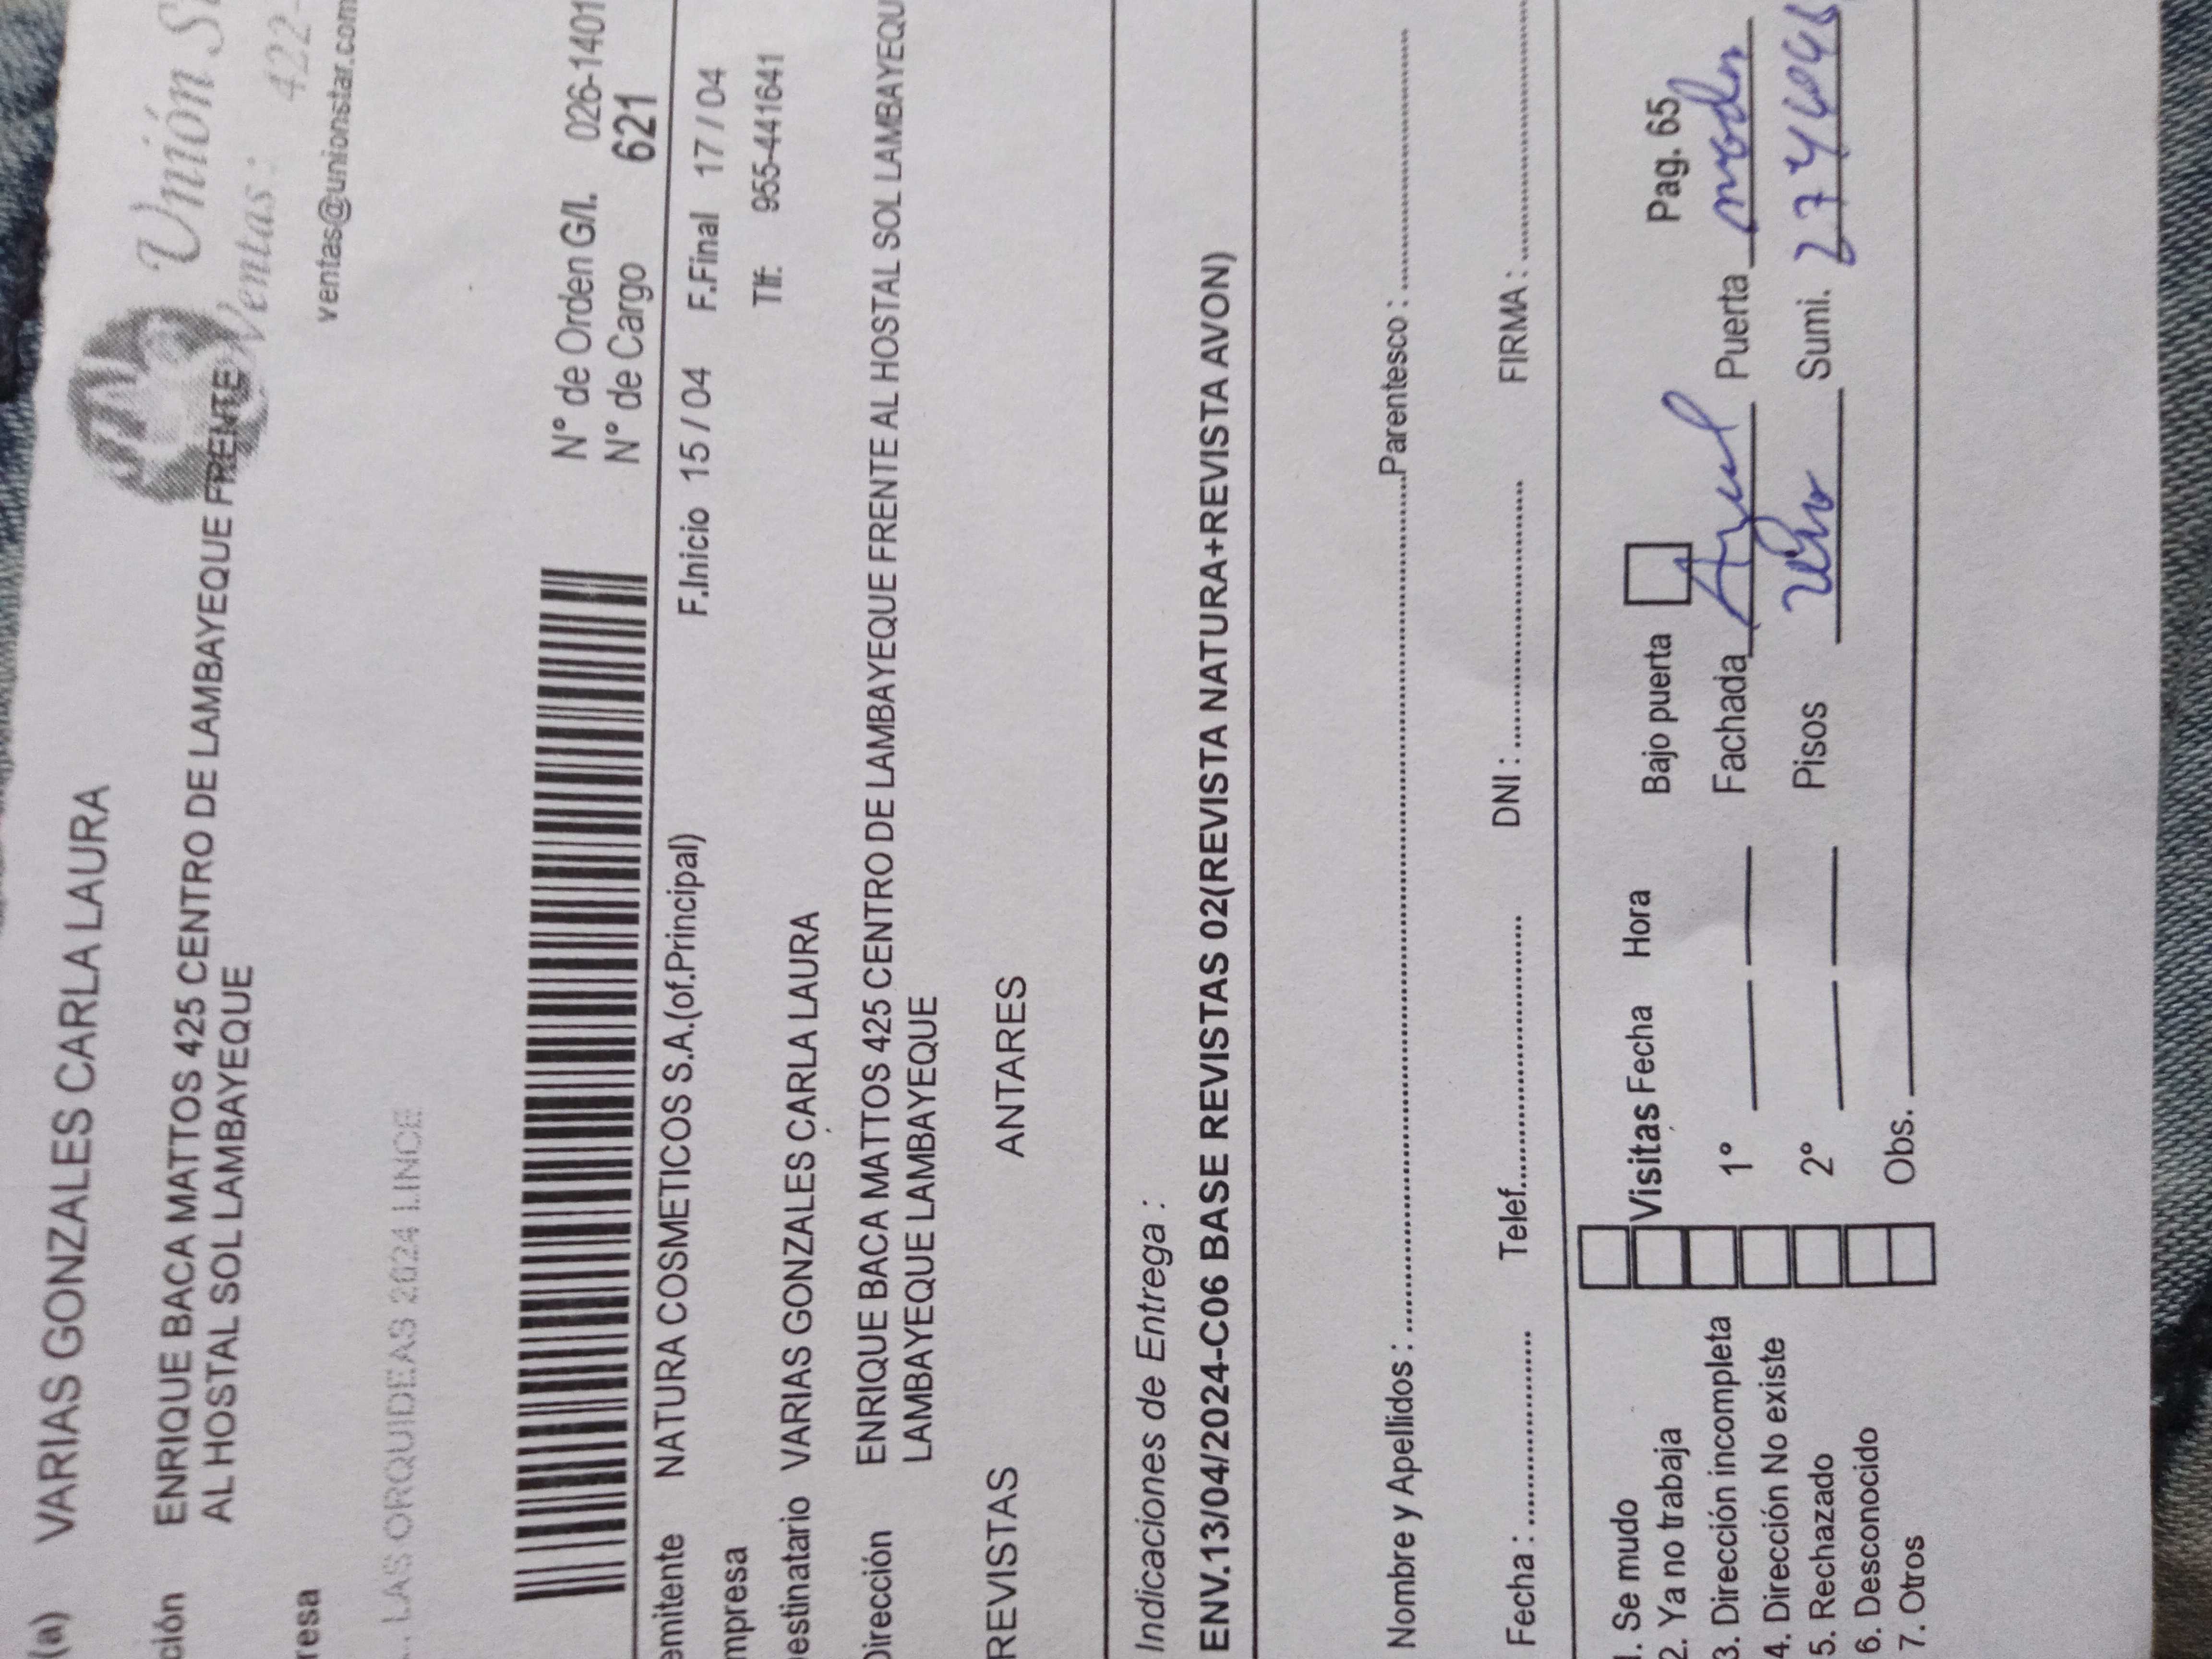 (a) VARIAS GONZALES CARLA LAURA
Unión S
ción ENRIQUE BACA MATTOS 425 CENTRO DE LAMBAYEQUE FRENTE
AL HOSTAL SOL LAMBAYEQUE
Ventas: 422-
resa
ventas@unionstar.com
LAS ORQUIDEAS 2624 LINCE
N° de Orden G/I. 026-1401
N° de Cargo 621
emitente NATURA COSMETICOS S.A.(of.Principal) F.Inicio 15 / 04 F.Final 17 / 04
mpresa
Tlf: 955-441641
estinatario VARIAS GONZALES CARLA LAURA
Dirección ENRIQUE BACA MATTOS 425 CENTRO DE LAMBAYEQUE FRENTE AL HOSTAL SOL LAMBAYEQU
LAMBAYEQUE LAMBAYEQUE
REVISTAS ANTARES
Indicaciones de Entrega :
ENV.13/04/2024-C06 BASE REVISTAS 02(REVISTA NATURA+REVISTA AVON)
Nombre y Apellidos : Parentesco :
Fecha : Telef. DNI : FIRMA :
1. Se mudo
2. Ya no trabaja
3. Dirección incompleta
4. Dirección No existe
5. Rechazado
6. Desconocido
7. Otros
Visitas Fecha Hora Bajo puerta Pag. 65
1° Fachada Azul Puerta
2° Pisos Sumi.
Obs.